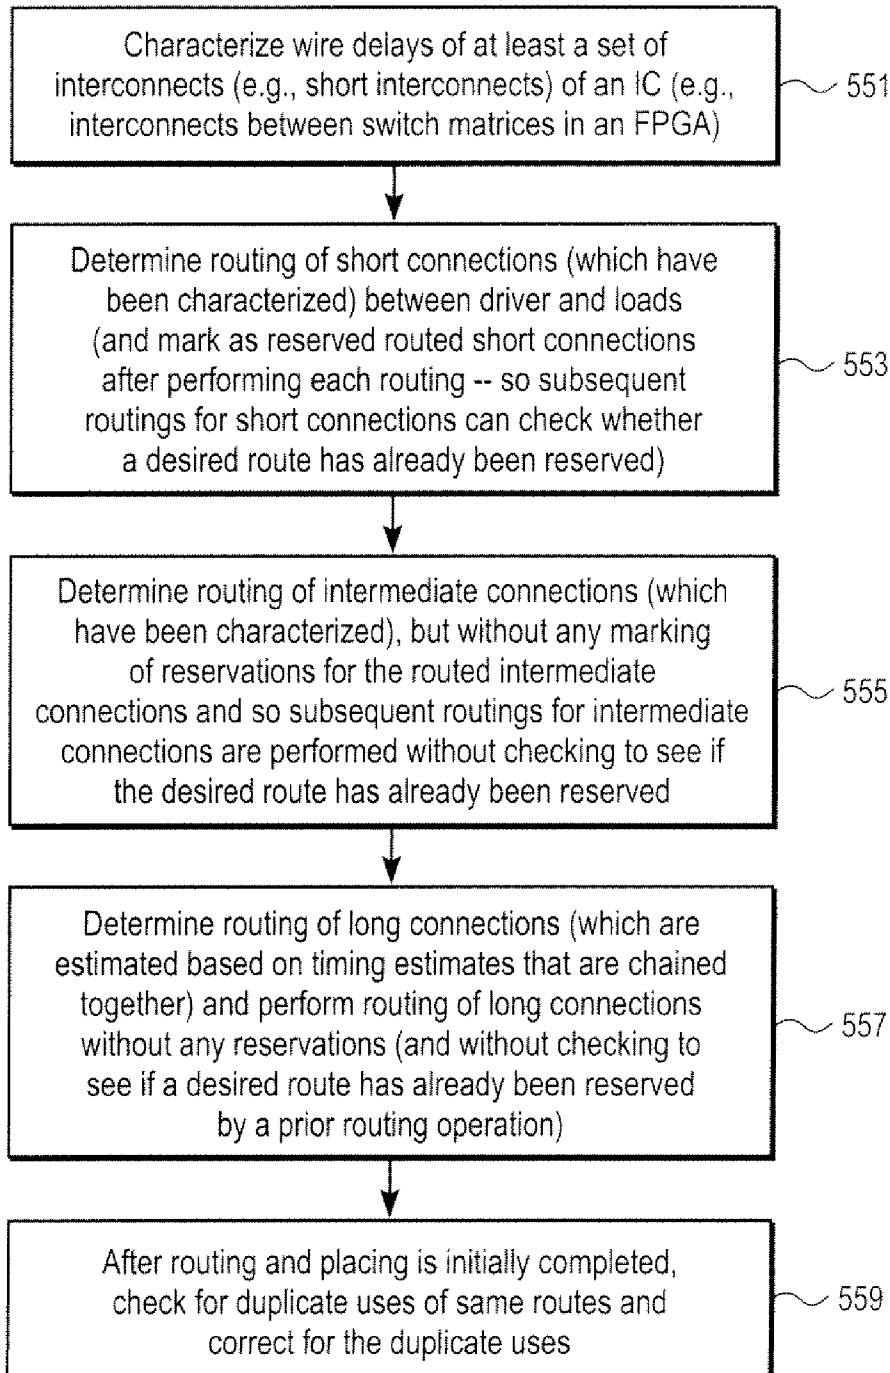 Characterize wire delays of at least a set of
interconnects (e.g., short interconnects) of an IC (e.g.,
interconnects between switch matrices in an FPGA)
551
Determine routing of short connections (which have
been characterized) between driver and loads
(and mark as reserved routed short connections
after performing each routing -- so subsequent
routings for short connections can check whether
a desired route has already been reserved)
553
Determine routing of intermediate connections (which
have been characterized), but without any marking
of reservations for the routed intermediate
connections and so subsequent routings for intermediate
connections are performed without checking to see if
the desired route has already been reserved
555
Determine routing of long connections (which are
estimated based on timing estimates that are chained
together) and perform routing of long connections
without any reservations (and without checking to
see if a desired route has already been reserved
by a prior routing operation)
557
After routing and placing is initially completed,
check for duplicate uses of same routes and
correct for the duplicate uses
559